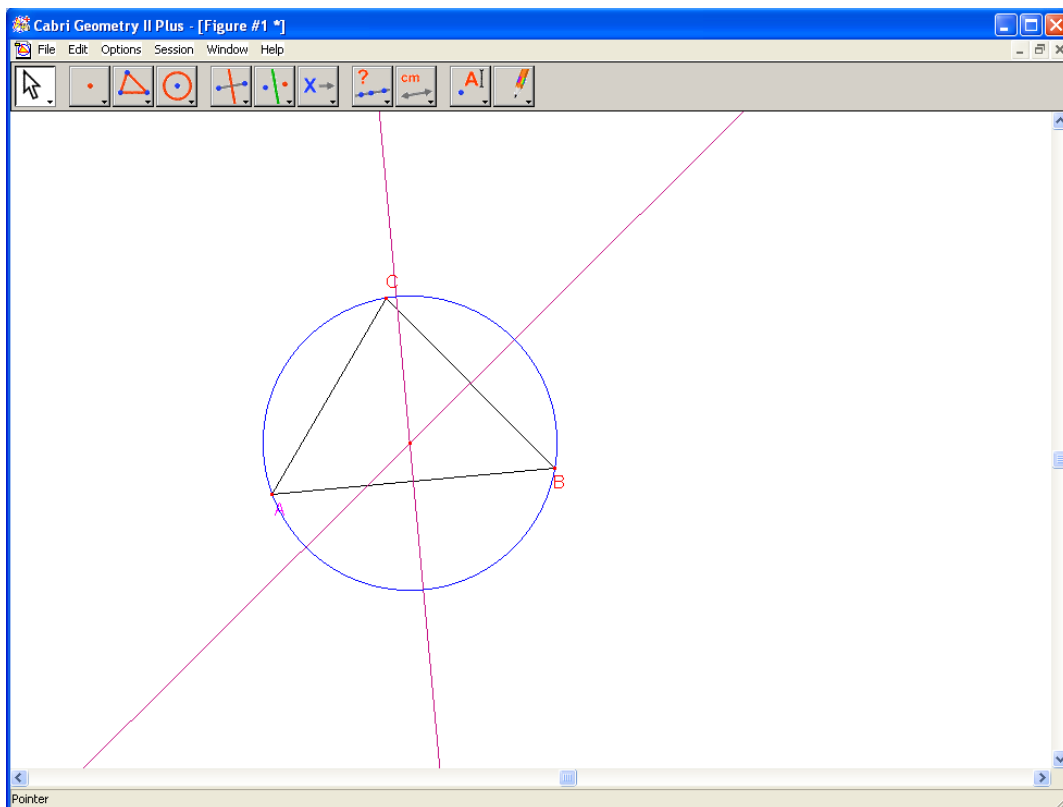 Cabri Geometry II Plus - [Figure #1 *]
File Edit Options Session Window Help
X ? cm A
C
B
A
Pointer